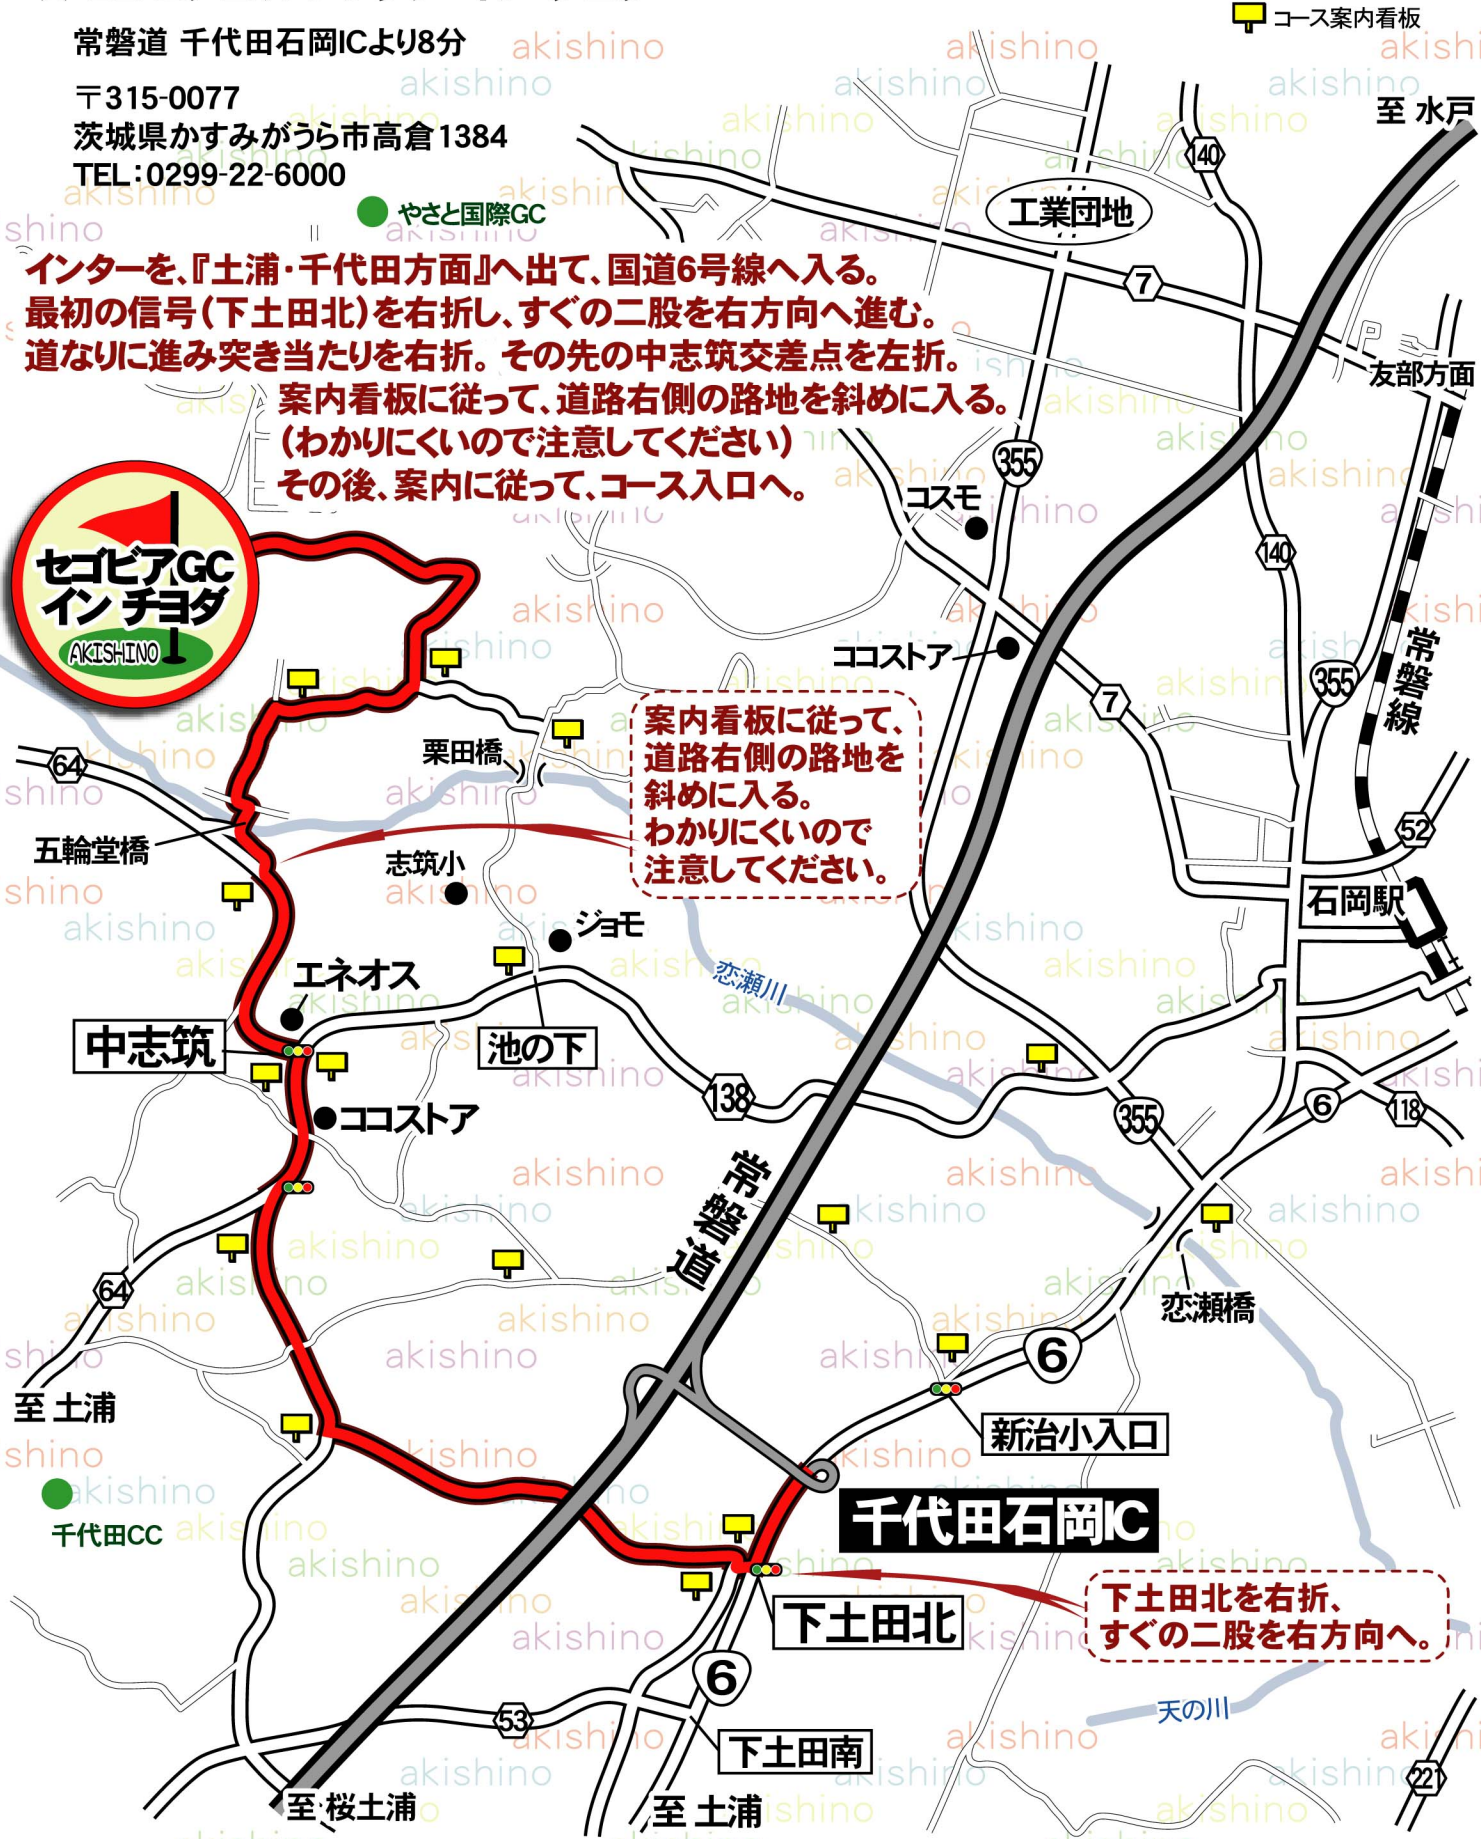 常磐道 千代田石岡ICより8分
〒315-0077
茨城県かすみがうら市高倉1384
TEL:0299-22-6000
コース案内看板
至 水戸
140
やさと国際GC
工業団地
7
インターを、『土浦・千代田方面』へ出て、国道6号線へ入る。
最初の信号(下土田北)を右折し、すぐの二股を右方向へ進む。
道なりに進み突き当たりを右折。その先の中志筑交差点を左折。
案内看板に従って、道路右側の路地を斜めに入る。
(わかりにくいので注意してください)
その後、案内に従って、コース入口へ。
友部方面
355
コスモ
140
セゴビアGC
イン チヨダ
AKISHINO
ココストア
355
常磐線
7
案内看板に従って、
道路右側の路地を
斜めに入る。
わかりにくいので
注意してください。
栗田橋
64
五輪堂橋
志筑小
52
石岡駅
ジョモ
エネオス
恋瀬川
中志筑
池の下
138
355
6
118
ココストア
常磐道
64
恋瀬橋
6
至 土浦
新治小入口
千代田CC
千代田石岡IC
下土田北
下土田北を右折、
すぐの二股を右方向へ。
6
天の川
53
下土田南
221
至 桜土浦
至 土浦
akishino